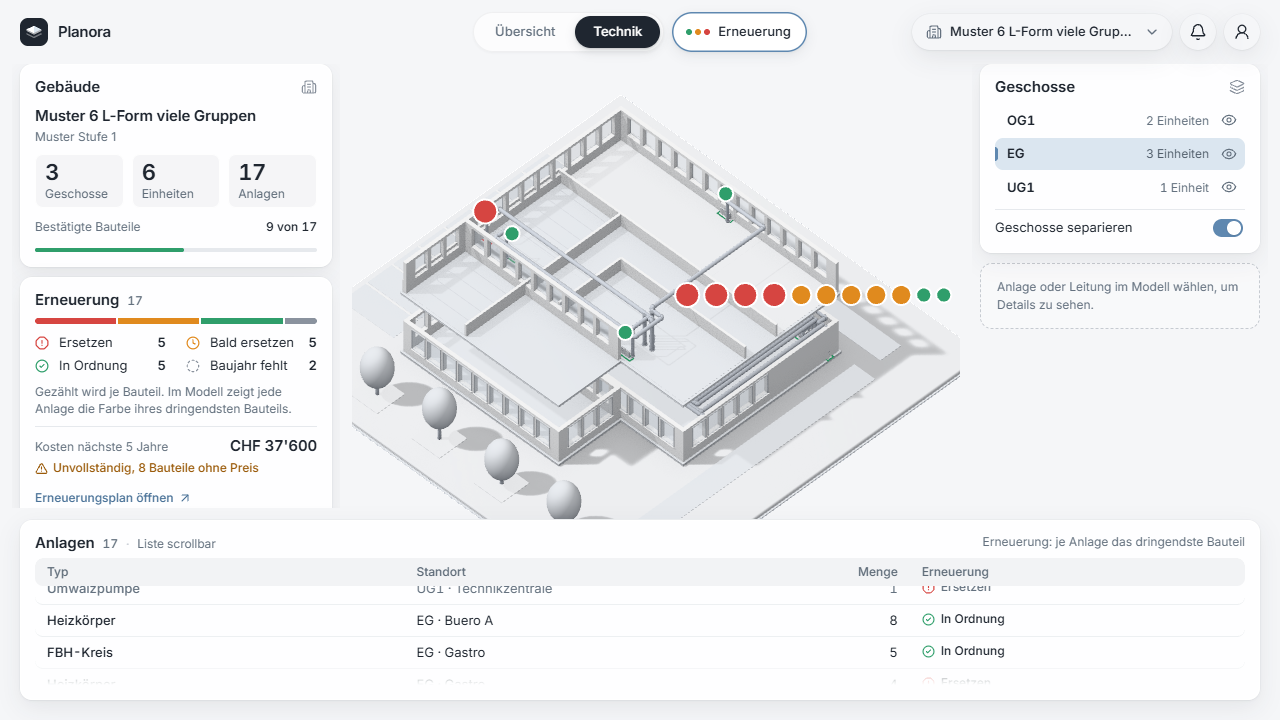 Planora
Übersicht
Technik
Erneuerung
Muster 6 L-Form viele Grup...
Gebäude
Muster 6 L-Form viele Gruppen
Muster Stufe 1
3
Geschosse
6
Einheiten
17
Anlagen
Bestätigte Bauteile
9 von 17
Erneuerung 17
Ersetzen 5
Bald ersetzen 5
In Ordnung 5
Baujahr fehlt 2
Gezählt wird je Bauteil. Im Modell zeigt jede
Anlage die Farbe ihres dringendsten Bauteils.
Kosten nächste 5 Jahre CHF 37'600
Unvollständig, 8 Bauteile ohne Preis
Erneuerungsplan öffnen
Geschosse
OG1 2 Einheiten
EG 3 Einheiten
UG1 1 Einheit
Geschosse separieren
Anlage oder Leitung im Modell wählen, um
Details zu sehen.
Anlagen 17 · Liste scrollbar
Erneuerung: je Anlage das dringendste Bauteil
Typ Standort Menge Erneuerung
Umwälzpumpe UG1 · Technikzentrale 1 Ersetzen
Heizkörper EG · Buero A 8 In Ordnung
FBH-Kreis EG · Gastro 5 In Ordnung
Heizkörper EG · Gastro 4 Ersetzen